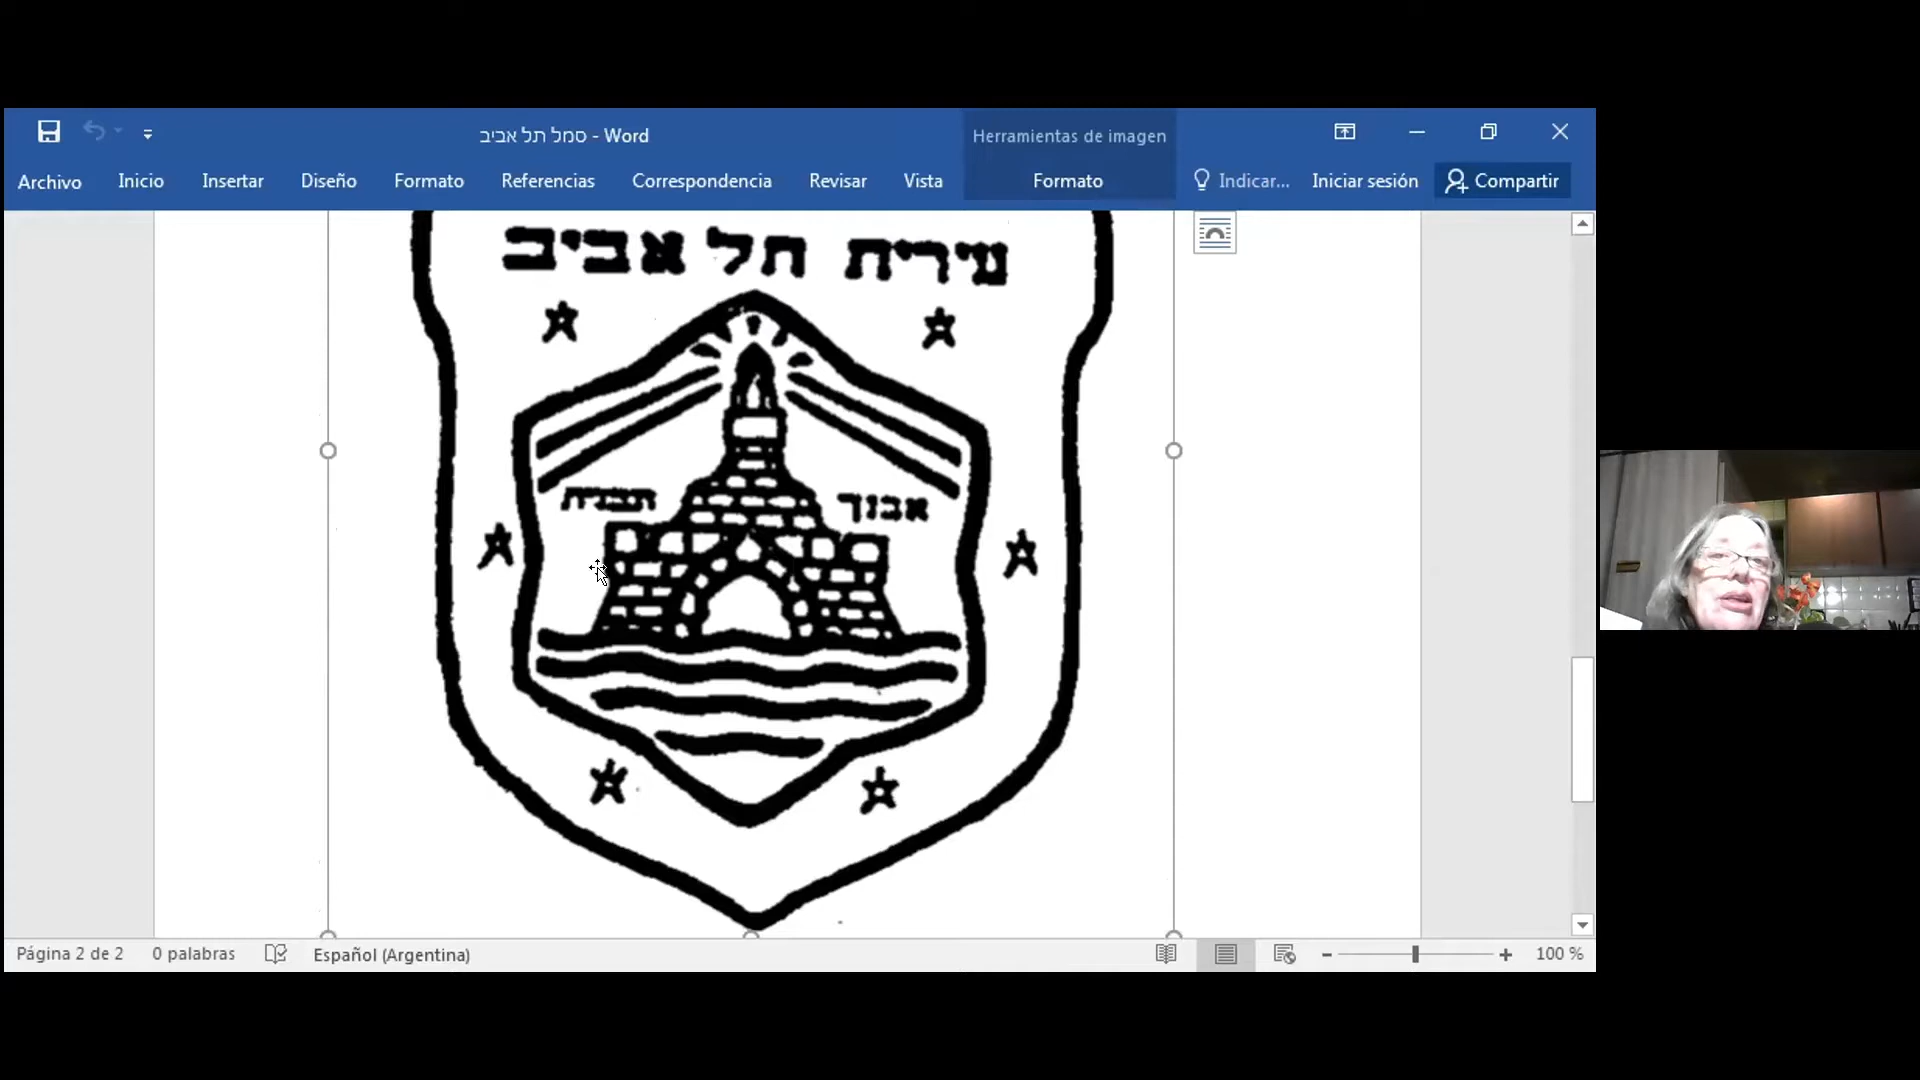 סמל תל אביב - Word
Herramientas de imagen
Archivo Inicio Insertar Diseño Formato Referencias Correspondencia Revisar Vista Formato Indicar... Iniciar sesión Compartir
עירית תל אביב
אבנך תבנית
Página 2 de 2 0 palabras Español (Argentina) 100 %